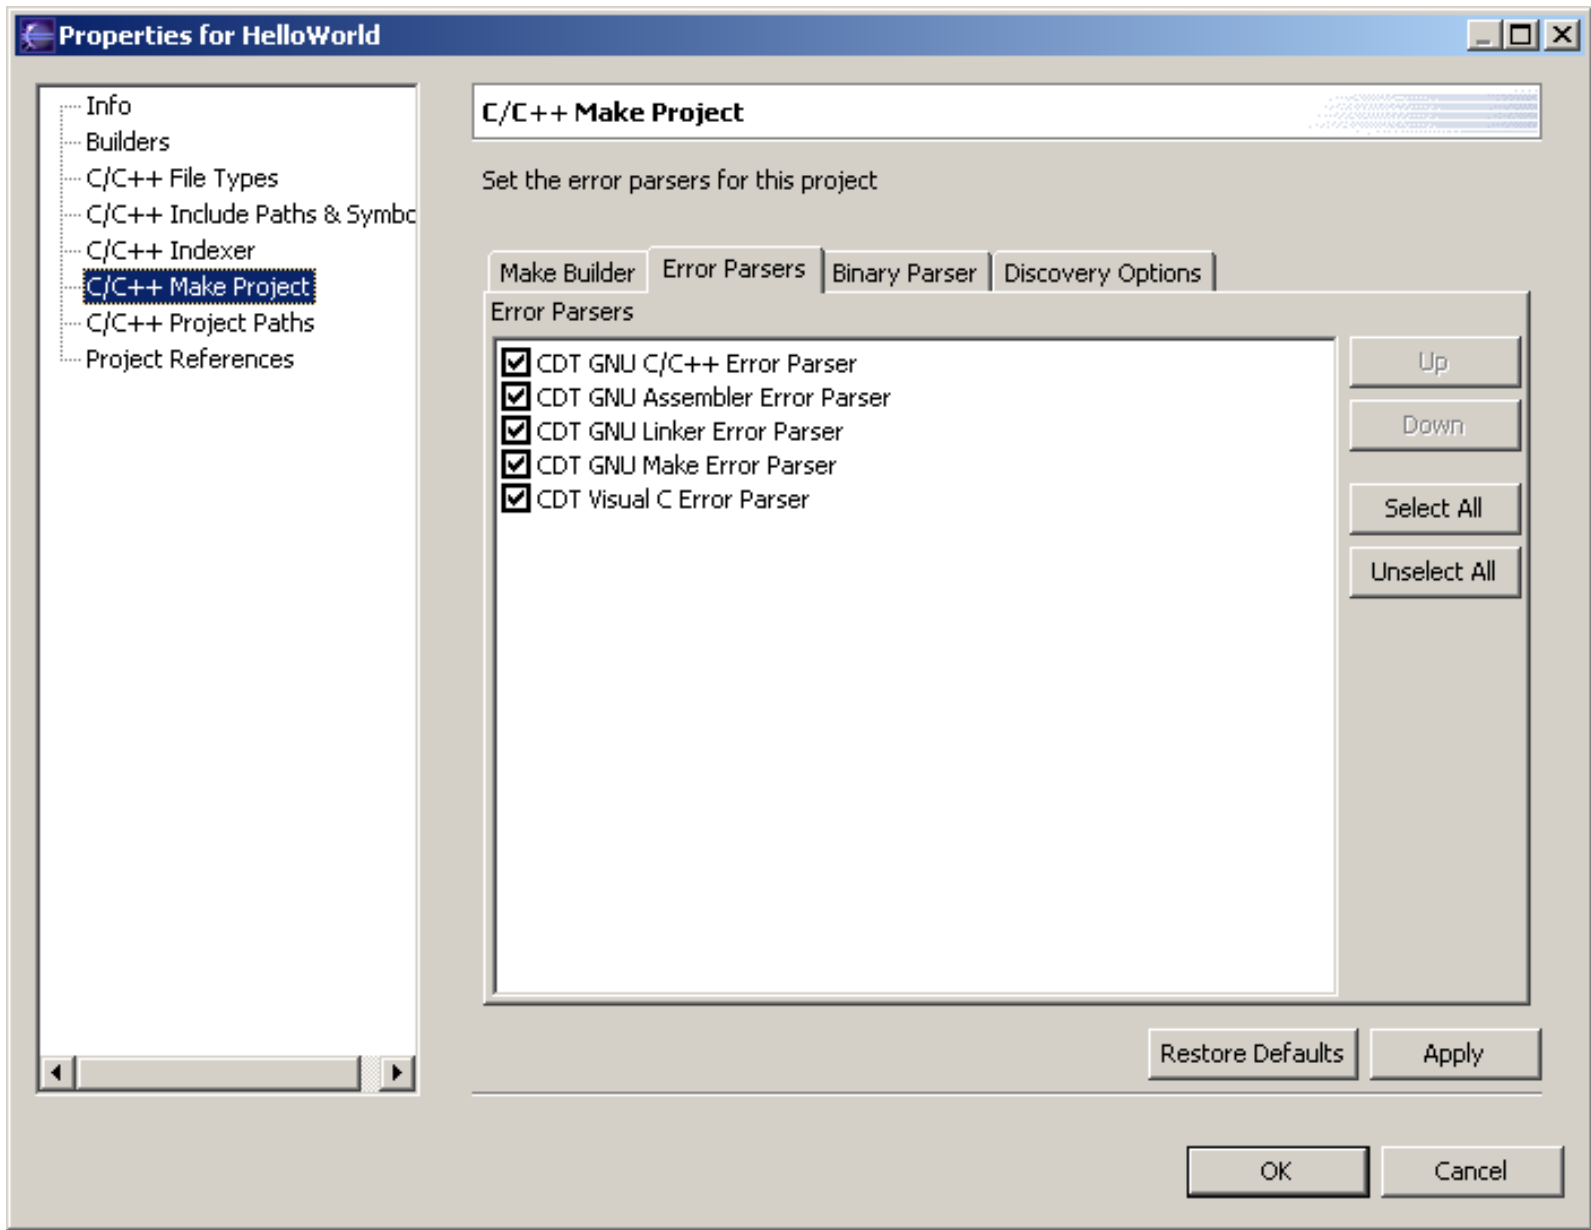 Properties for HelloWorld
Info
Builders
C/C++ File Types
C/C++ Include Paths & Symbo
C/C++ Indexer
C/C++ Make Project
C/C++ Project Paths
Project References
C/C++ Make Project
Set the error parsers for this project
Make Builder Error Parsers Binary Parser Discovery Options
Error Parsers
CDT GNU C/C++ Error Parser
CDT GNU Assembler Error Parser
CDT GNU Linker Error Parser
CDT GNU Make Error Parser
CDT Visual C Error Parser
Up
Down
Select All
Unselect All
Restore Defaults Apply
OK Cancel